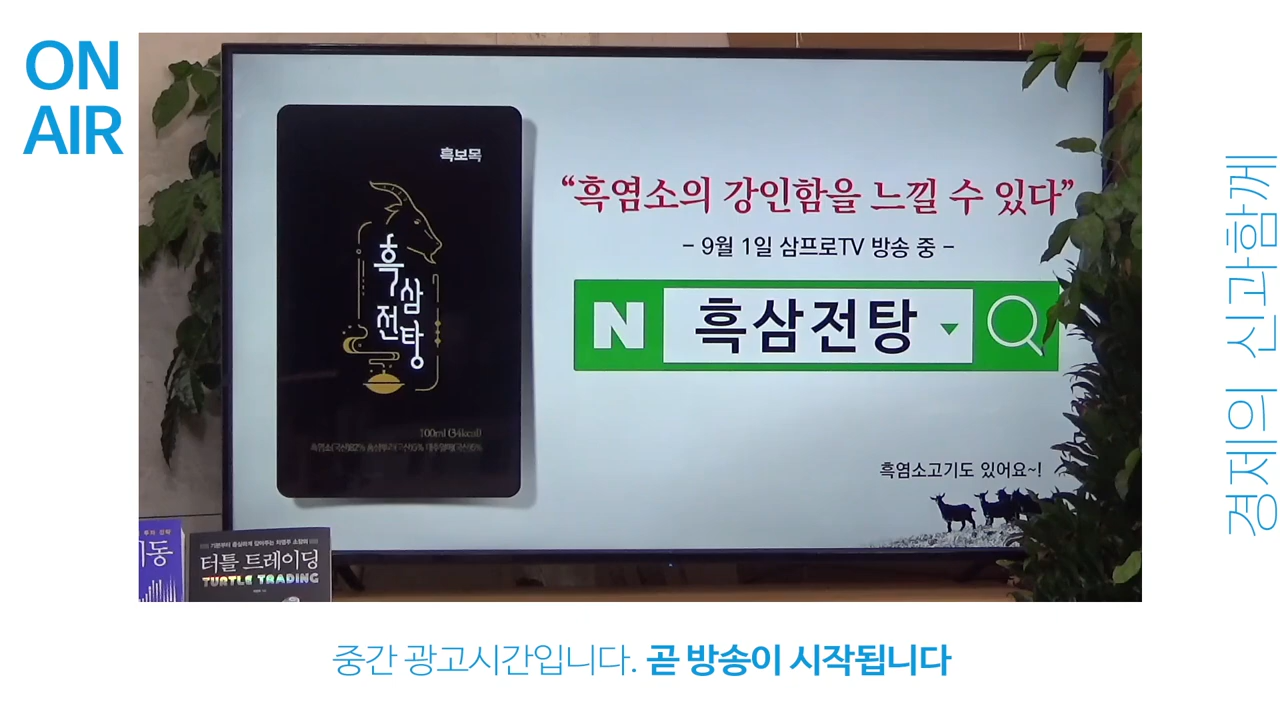 ON
AIR
흑보목
흑삼전탕
100ml (34kcal)
“흑염소의 강인함을 느낄 수 있다”
- 9월 1일 삼프로TV 방송 중 -
N 흑삼전탕
흑염소고기도 있어요~!
터틀 트레이딩
TURTLE TRADING
경제의 신과함께
중간 광고시간입니다. 곧 방송이 시작됩니다